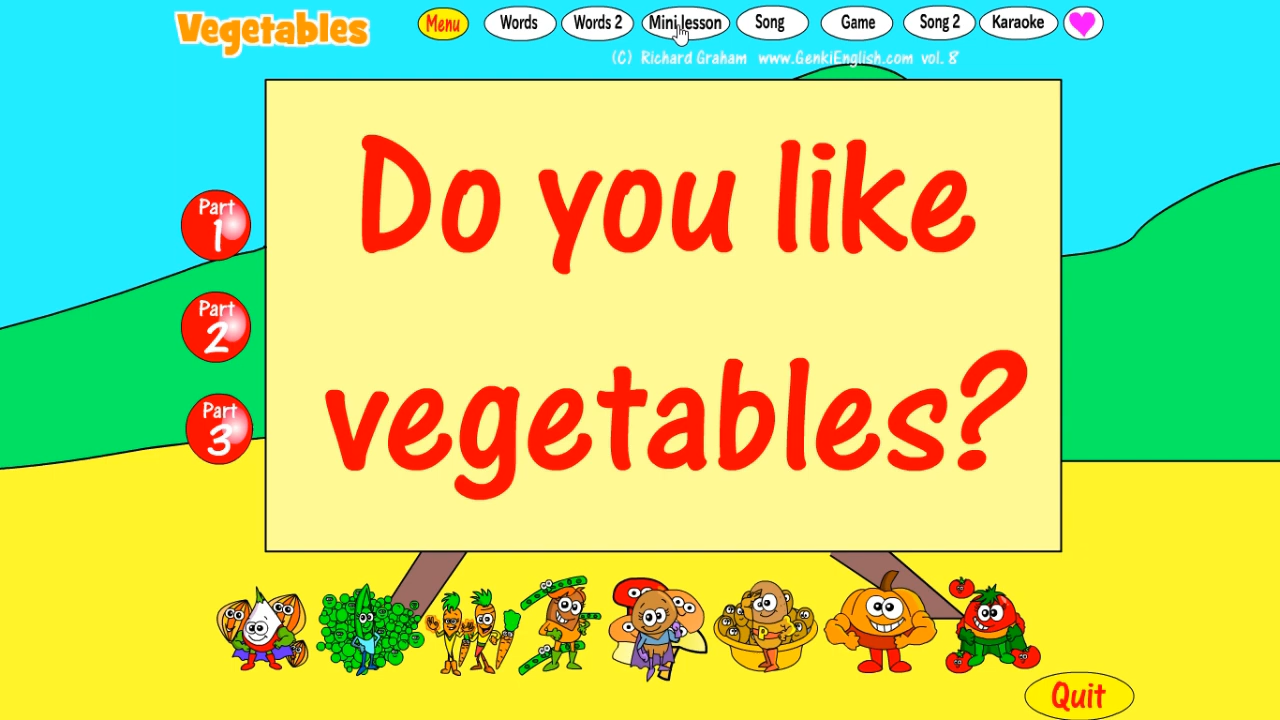 Vegetables
Menu
Words
Words 2
Mini lesson
Song
Game
Song 2
Karaoke
(C) Richard Graham www.GenkiEnglish.com vol. 8
Do you like
vegetables?
Part
1
Part
2
Part
3
P
Quit